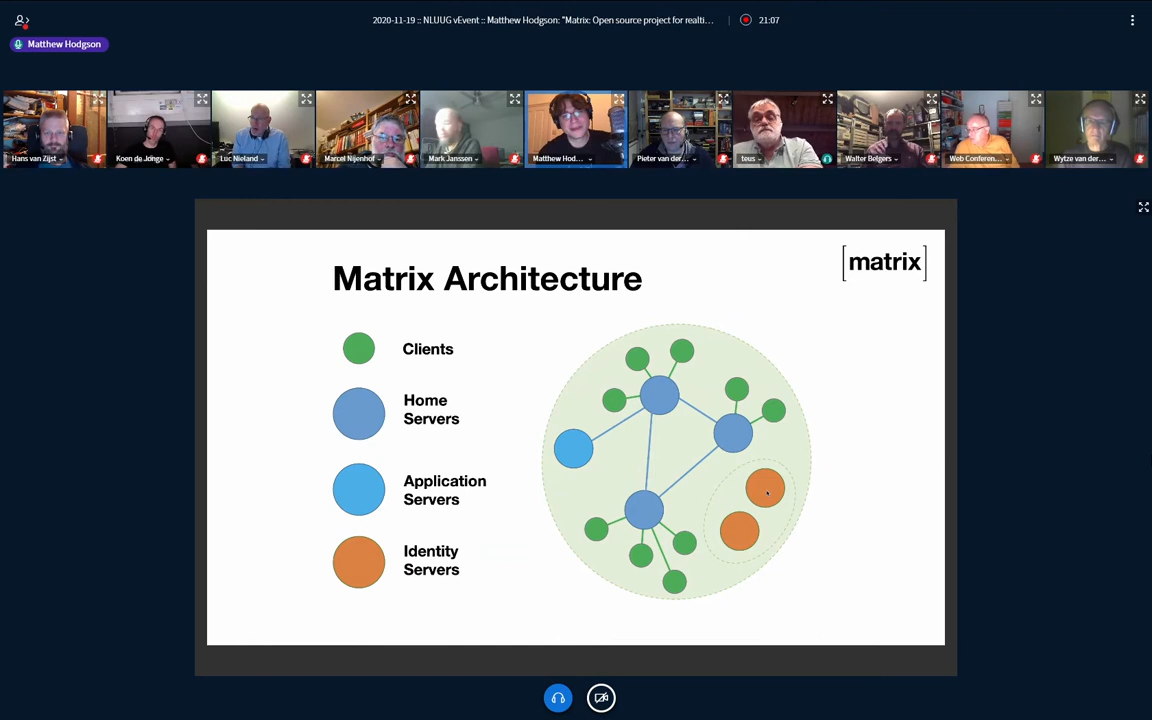 2020-11-19 :: NLUUG vEvent :: Matthew Hodgson: "Matrix: Open source project for realti...
21:07
Matthew Hodgson
Hans van Zijst
Koen de Jonge
Luc Nieland
Marcel Nijenhof
Mark Janssen
Matthew Hod...
Pieter van der...
teus
Walter Belgers
Web Conferen...
Wytze van der...
[matrix]
Matrix Architecture
Clients
Home
Servers
Application
Servers
Identity
Servers